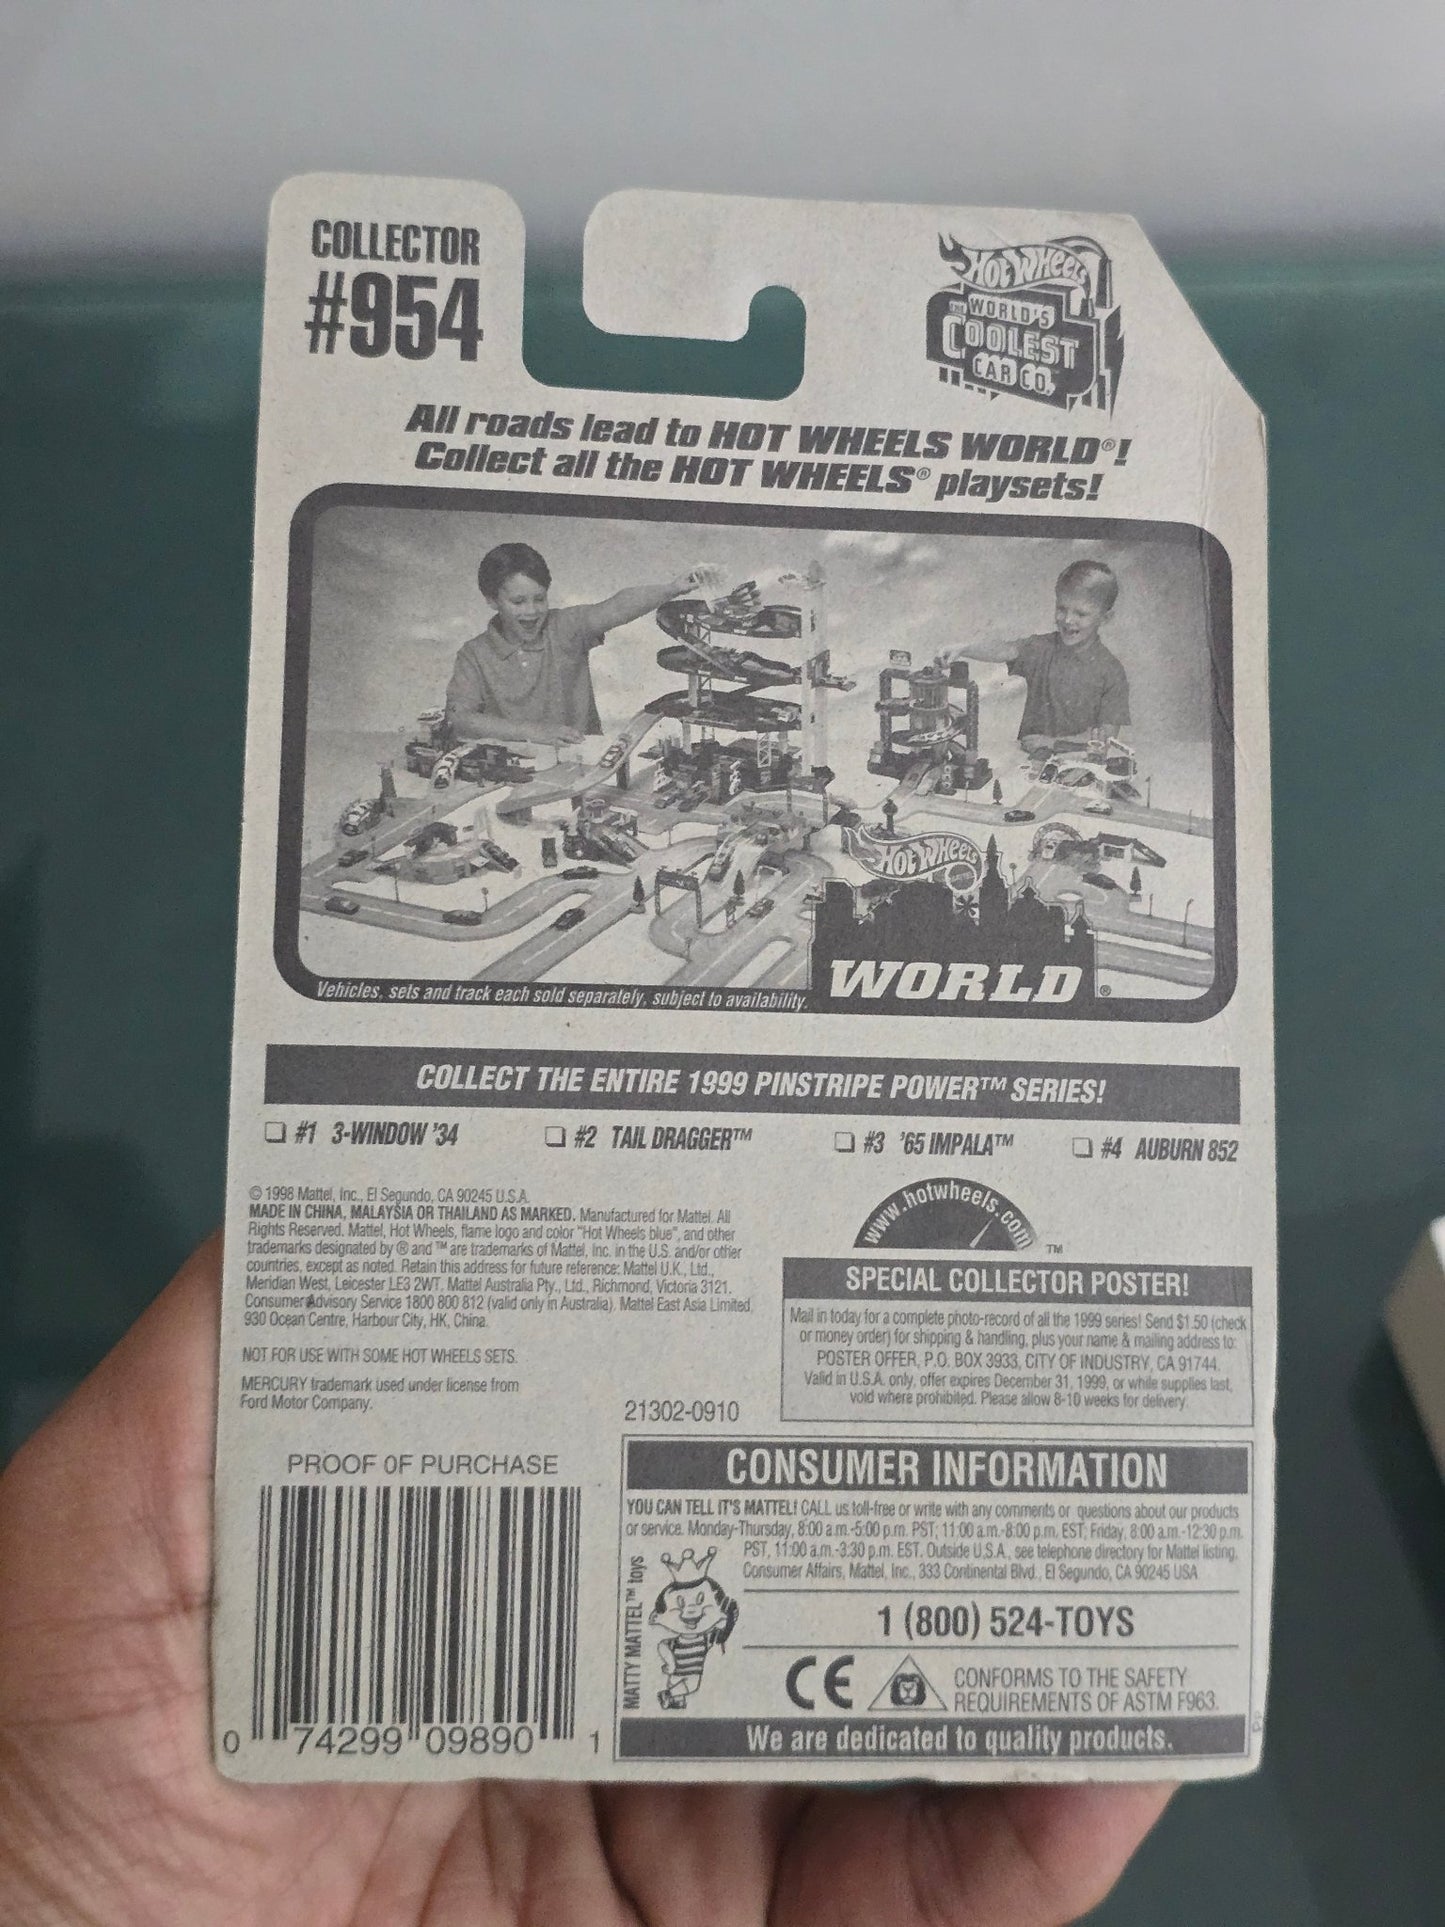 COLLECTOR
#954
HOT WHEELS
THE WORLD'S
COOLEST
CAR CO.
All roads lead to HOT WHEELS WORLD®!
Collect all the HOT WHEELS® playsets!
HOT WHEELS
WORLD®
Vehicles, sets and track each sold separately, subject to availability.
COLLECT THE ENTIRE 1999 PINSTRIPE POWER™ SERIES!
#1 3-WINDOW '34
#2 TAIL DRAGGER™
#3 '65 IMPALA™
#4 AUBURN 852
© 1998 Mattel, Inc., El Segundo, CA 90245 U.S.A.
MADE IN CHINA, MALAYSIA OR THAILAND AS MARKED. Manufactured for Mattel. All
Rights Reserved. Mattel, Hot Wheels, flame logo and color "Hot Wheels blue", and other
trademarks designated by ® and ™ are trademarks of Mattel, Inc. in the U.S. and/or other
countries, except as noted. Retain this address for future reference: Mattel U.K., Ltd.,
Meridian West, Leicester LE3 2WT. Mattel Australia Pty., Ltd., Richmond, Victoria 3121.
Consumer Advisory Service 1800 800 812 (valid only in Australia). Mattel East Asia Limited,
930 Ocean Centre, Harbour City, HK, China.
NOT FOR USE WITH SOME HOT WHEELS SETS.
MERCURY trademark used under license from
Ford Motor Company.
21302-0910
www.hotwheels.com
™
SPECIAL COLLECTOR POSTER!
Mail in today for a complete photo-record of all the 1999 series! Send $1.50 (check
or money order) for shipping & handling, plus your name & mailing address to:
POSTER OFFER, P.O. BOX 3933, CITY OF INDUSTRY, CA 91744.
Valid in U.S.A. only, offer expires December 31, 1999, or while supplies last,
void where prohibited. Please allow 8-10 weeks for delivery.
PROOF OF PURCHASE
0 74299 09890 1
CONSUMER INFORMATION
YOU CAN TELL IT'S MATTEL! CALL us toll-free or write with any comments or questions about our products
or service. Monday-Thursday, 8:00 a.m.-5:00 p.m. PST; 11:00 a.m.-8:00 p.m. EST; Friday, 8:00 a.m.-12:30 p.m.
PST, 11:00 a.m.-3:30 p.m. EST. Outside U.S.A., see telephone directory for Mattel listing.
Consumer Affairs, Mattel, Inc., 333 Continental Blvd., El Segundo, CA 90245 USA
MATTY MATTEL™ toys
1 (800) 524-TOYS
CE
CONFORMS TO THE SAFETY
REQUIREMENTS OF ASTM F963.
We are dedicated to quality products.
PP